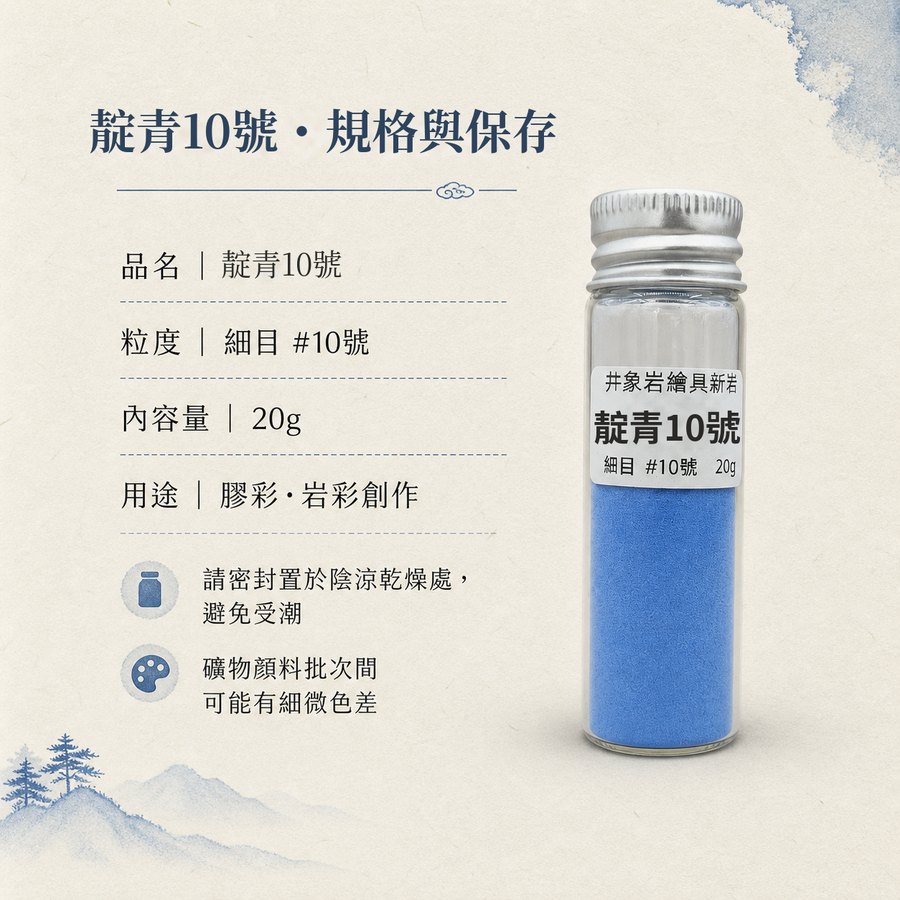 靛青10號・規格與保存
品名｜靛青10號
粒度｜細目 #10號
內容量｜20g
用途｜膠彩・岩彩創作
請密封置於陰涼乾燥處，
避免受潮
礦物顏料批次間
可能有細微色差
井象岩繪具新岩
靛青10號
細目 #10號 20g